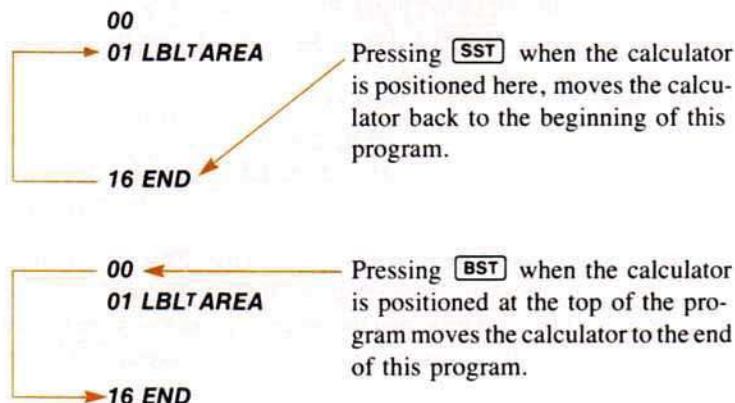 00
01 LBLᵀAREA
16 END
Pressing SST when the calculator
is positioned here, moves the calcu-
lator back to the beginning of this
program.
00
01 LBLᵀAREA
16 END
Pressing BST when the calculator
is positioned at the top of the pro-
gram moves the calculator to the end
of this program.